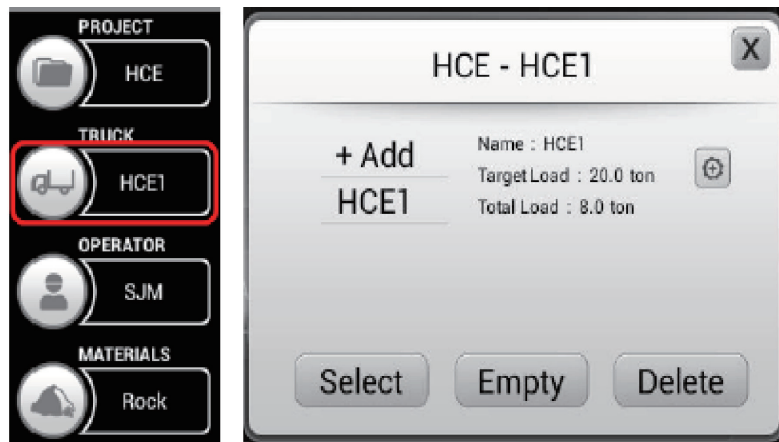 PROJECT
HCE
TRUCK
HCE1
OPERATOR
SJM
MATERIALS
Rock
HCE - HCE1
X
+ Add
HCE1
Name : HCE1
Target Load : 20.0 ton
Total Load : 8.0 ton
Select
Empty
Delete